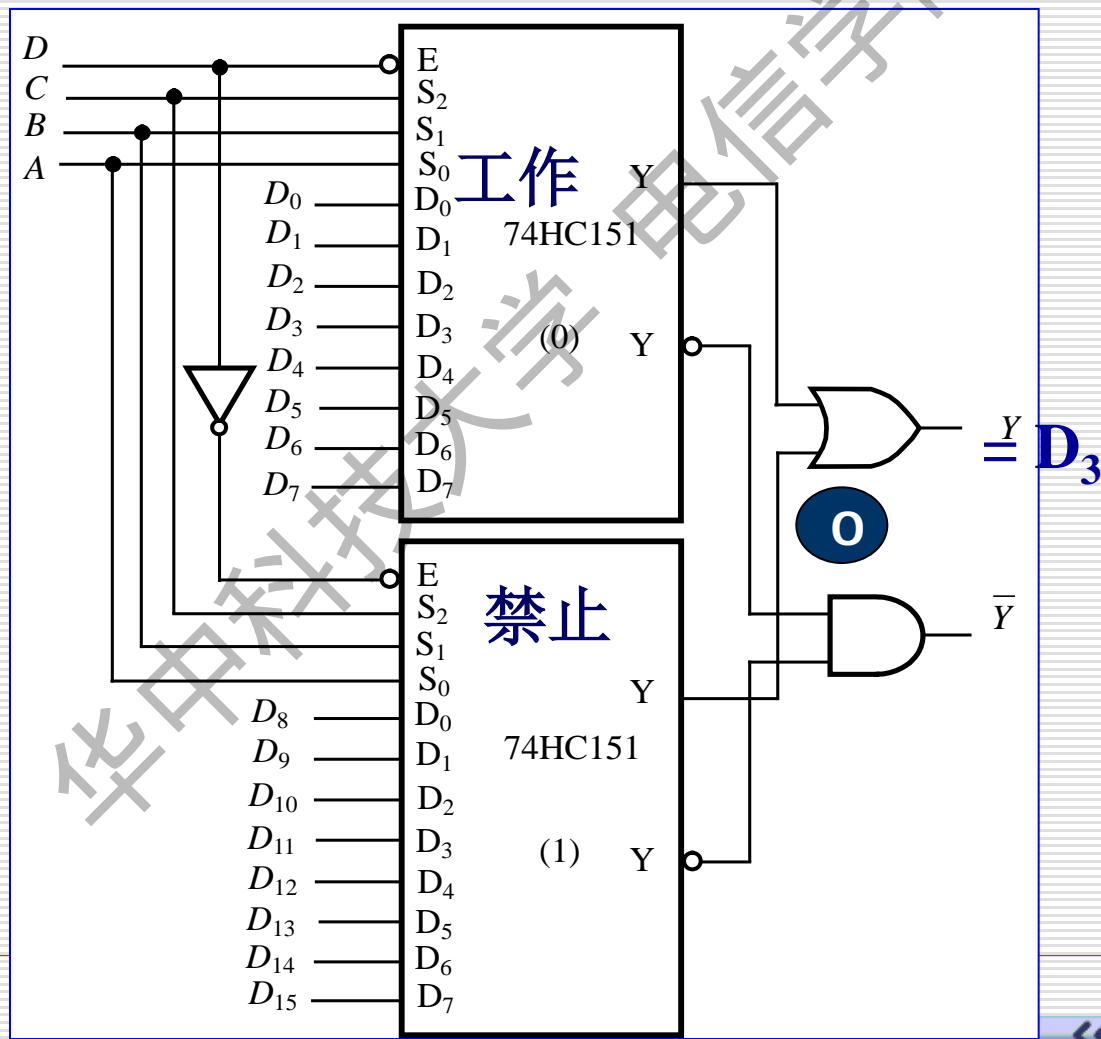 D
C
B
A
E
S₂
S₁
S₀
工作
Y
D₀ D₀
74HC151
D₁ D₁
D₂ D₂
D₃ D₃
(0)
Y
D₄ D₄
D₅ D₅
D₆ D₆
D₇ D₇
Y
= D₃
0
E
禁止
S₂
S₁
S₀
Y
Y̅
D₈ D₀
74HC151
D₉ D₁
D₁₀ D₂
D₁₁ D₃
(1)
Y
D₁₂ D₄
D₁₃ D₅
D₁₄ D₆
D₁₅ D₇
华中科技大学 电信学